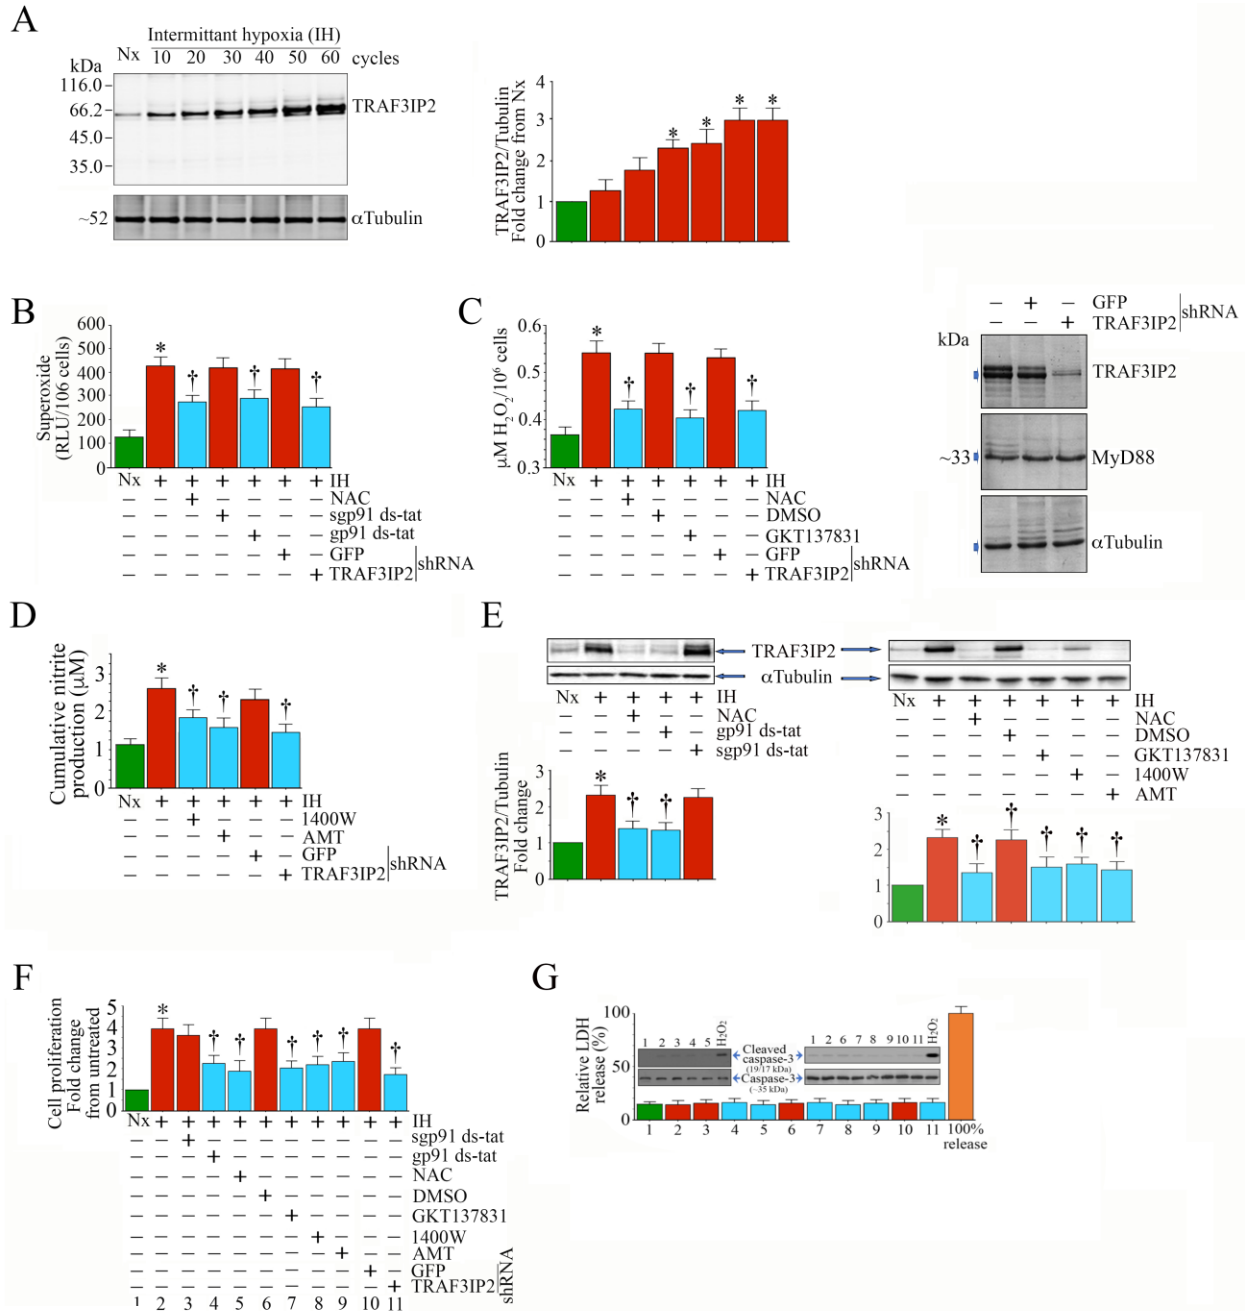 A
Intermittant hypoxia (IH)
Nx 10 20 30 40 50 60 cycles
kDa
116.0
66.2
45.0
35.0
TRAF3IP2
~52
αTubulin
TRAF3IP2/Tubulin
Fold change from Nx
4
3
2
1
0
* * * *
B
Superoxide
(RLU/106 cells)
600
500
400
300
200
100
0
* † † †
Nx + + + + + + IH
– – + – – – – NAC
– – – + – – – sgp91 ds-tat
– – – – + – – gp91 ds-tat
– – – – – + – GFP
– – – – – – + TRAF3IP2
shRNA
C
μM H2O2/10⁶ cells
0.6
0.5
0.4
0.3
* † † †
Nx + + + + + + IH
– – + – – – – NAC
– – – + – – – DMSO
– – – – + – – GKT137831
– – – – – + – GFP
– – – – – – + TRAF3IP2
shRNA
– + – GFP
– – + TRAF3IP2
shRNA
kDa
TRAF3IP2
~33
MyD88
αTubulin
D
Cumulative nitrite
production (μM)
3
2
1
0
* † † †
Nx + + + + + IH
– – + – – – 1400W
– – – + – – AMT
– – – – + – GFP
– – – – – + TRAF3IP2
shRNA
E
TRAF3IP2
αTubulin
Nx + + + + IH
– – + – – NAC
– – – + – gp91 ds-tat
– – – – + sgp91 ds-tat
TRAF3IP2/Tubulin
Fold change
3
2
1
0
* † †
Nx + + + + + + IH
– – + – – – – NAC
– – – + – – – DMSO
– – – – + – – GKT137831
– – – – – + – 1400W
– – – – – – + AMT
3
2
1
0
* † † † † †
F
Cell proliferation
Fold change
from untreated
5
4
3
2
1
0
* † † † † † †
Nx + + + + + + + + + + IH
– – + – – – – – – – – sgp91 ds-tat
– – – + – – – – – – – gp91 ds-tat
– – – – + – – – – – – NAC
– – – – – + – – – – – DMSO
– – – – – – + – – – – GKT137831
– – – – – – – + – – – 1400W
– – – – – – – – + – – AMT
– – – – – – – – – + – GFP
– – – – – – – – – – + TRAF3IP2
shRNA
1 2 3 4 5 6 7 8 9 10 11
G
Relative LDH
release (%)
100
50
0
1 2 3 4 5 H2O2
Cleaved
caspase-3
(19/17 kDa)
Caspase-3
(~35 kDa)
1 2 6 7 8 9 10 11 H2O2
1 2 3 4 5 6 7 8 9 10 11 100%
release